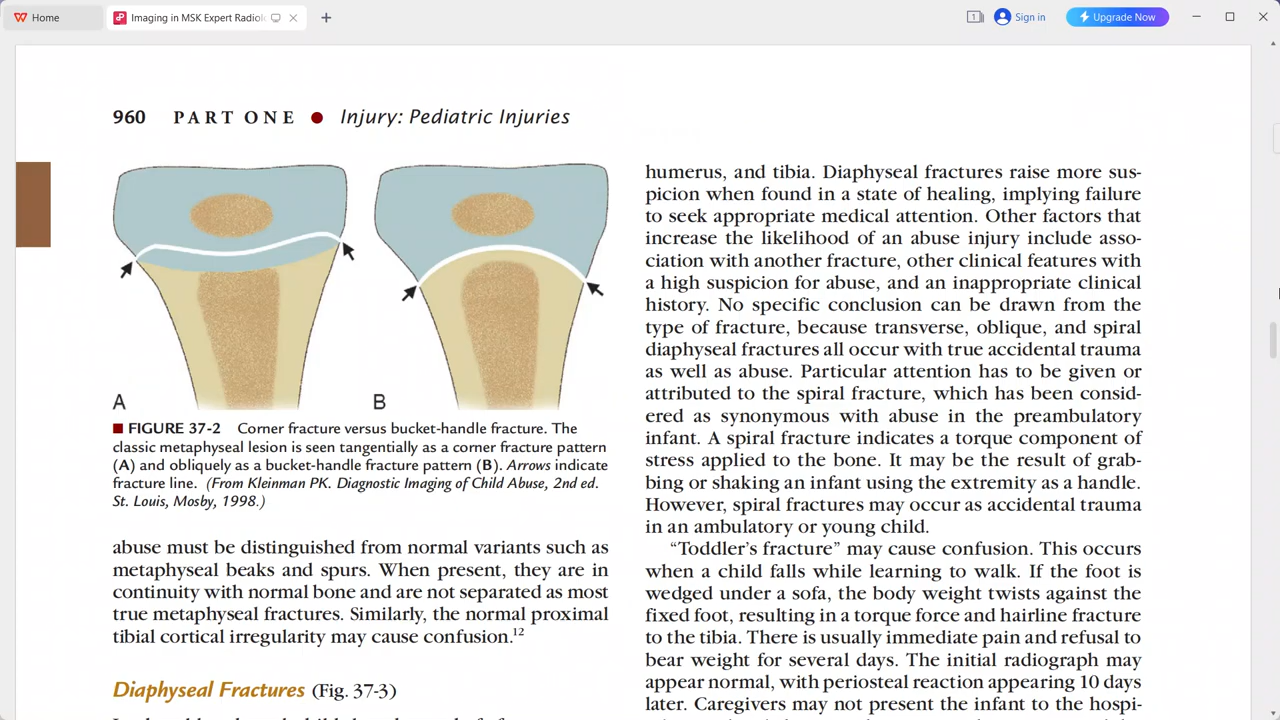 Home
Imaging in MSK Expert Radiol
Sign in
Upgrade Now
960 PART ONE ● Injury: Pediatric Injuries
A
B
■ FIGURE 37-2 Corner fracture versus bucket-handle fracture. The
classic metaphyseal lesion is seen tangentially as a corner fracture pattern
(A) and obliquely as a bucket-handle fracture pattern (B). Arrows indicate
fracture line. (From Kleinman PK. Diagnostic Imaging of Child Abuse, 2nd ed.
St. Louis, Mosby, 1998.)
abuse must be distinguished from normal variants such as
metaphyseal beaks and spurs. When present, they are in
continuity with normal bone and are not separated as most
true metaphyseal fractures. Similarly, the normal proximal
tibial cortical irregularity may cause confusion.12
Diaphyseal Fractures (Fig. 37-3)
humerus, and tibia. Diaphyseal fractures raise more sus-
picion when found in a state of healing, implying failure
to seek appropriate medical attention. Other factors that
increase the likelihood of an abuse injury include asso-
ciation with another fracture, other clinical features with
a high suspicion for abuse, and an inappropriate clinical
history. No specific conclusion can be drawn from the
type of fracture, because transverse, oblique, and spiral
diaphyseal fractures all occur with true accidental trauma
as well as abuse. Particular attention has to be given or
attributed to the spiral fracture, which has been consid-
ered as synonymous with abuse in the preambulatory
infant. A spiral fracture indicates a torque component of
stress applied to the bone. It may be the result of grab-
bing or shaking an infant using the extremity as a handle.
However, spiral fractures may occur as accidental trauma
in an ambulatory or young child.
“Toddler’s fracture” may cause confusion. This occurs
when a child falls while learning to walk. If the foot is
wedged under a sofa, the body weight twists against the
fixed foot, resulting in a torque force and hairline fracture
to the tibia. There is usually immediate pain and refusal to
bear weight for several days. The initial radiograph may
appear normal, with periosteal reaction appearing 10 days
later. Caregivers may not present the infant to the hospi-